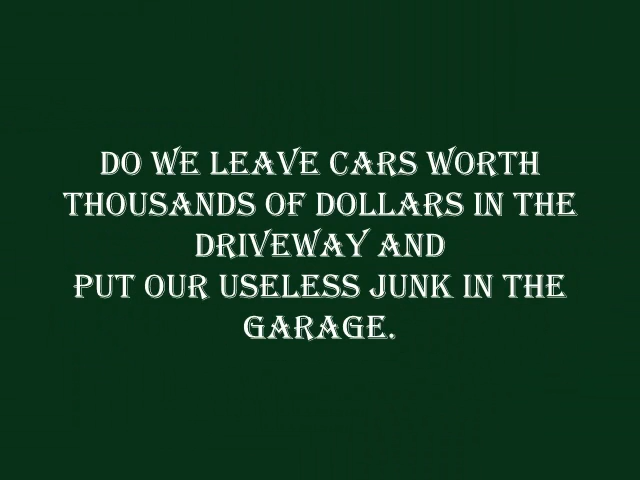 DO WE LEAVE CARS WORTH
THOUSANDS OF DOLLARS IN THE
DRIVEWAY AND
PUT OUR USELESS JUNK IN THE
GARAGE.